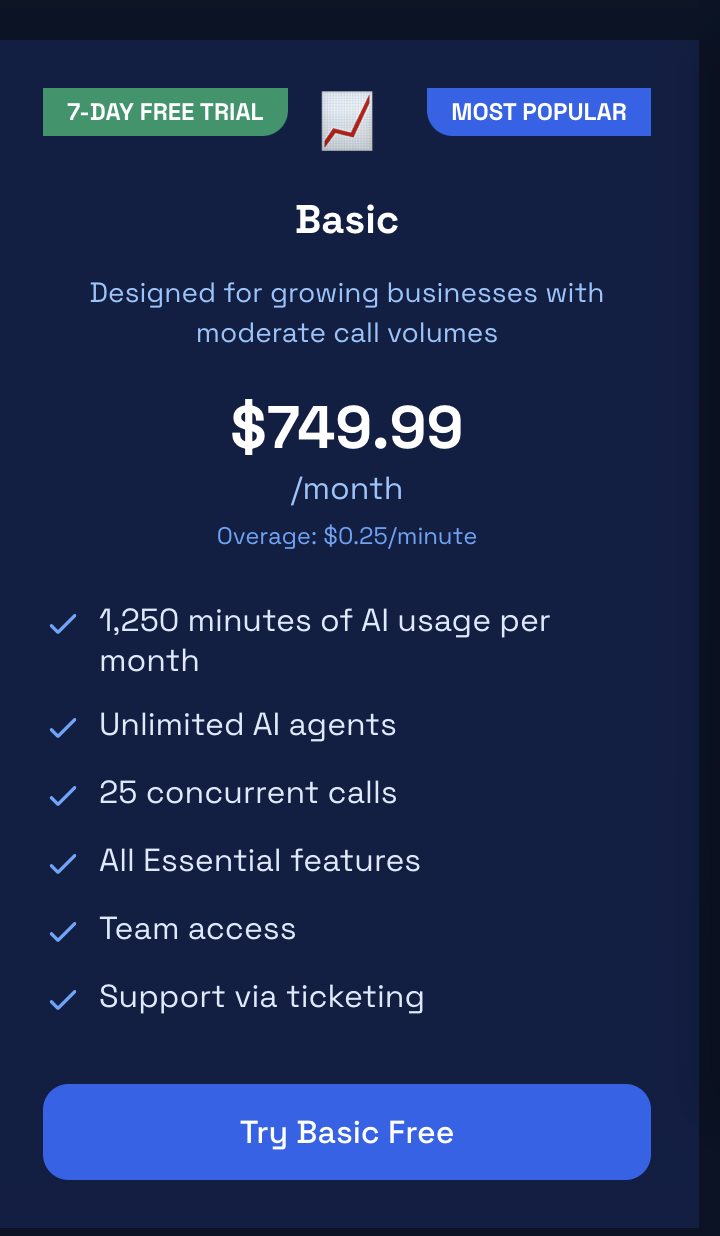 7-DAY FREE TRIAL
MOST POPULAR
Basic
Designed for growing businesses with
moderate call volumes
$749.99
/month
Overage: $0.25/minute
1,250 minutes of AI usage per
month
Unlimited AI agents
25 concurrent calls
All Essential features
Team access
Support via ticketing
Try Basic Free